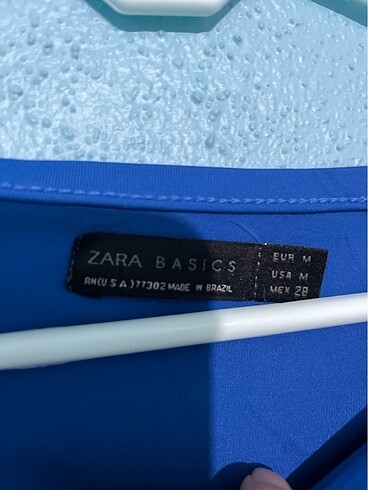 ZARA BASICS
RN(U S A)77302 MADE IN BRAZIL
EUR M
USA M
MEX 28